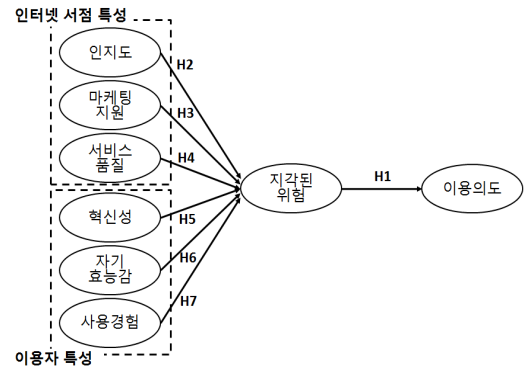 인터넷 서점 특성
인지도
H2
마케팅
지원
H3
서비스
품질
H4
지각된
위험
H1
이용의도
혁신성
H5
자기
효능감
H6
사용경험
H7
이용자 특성